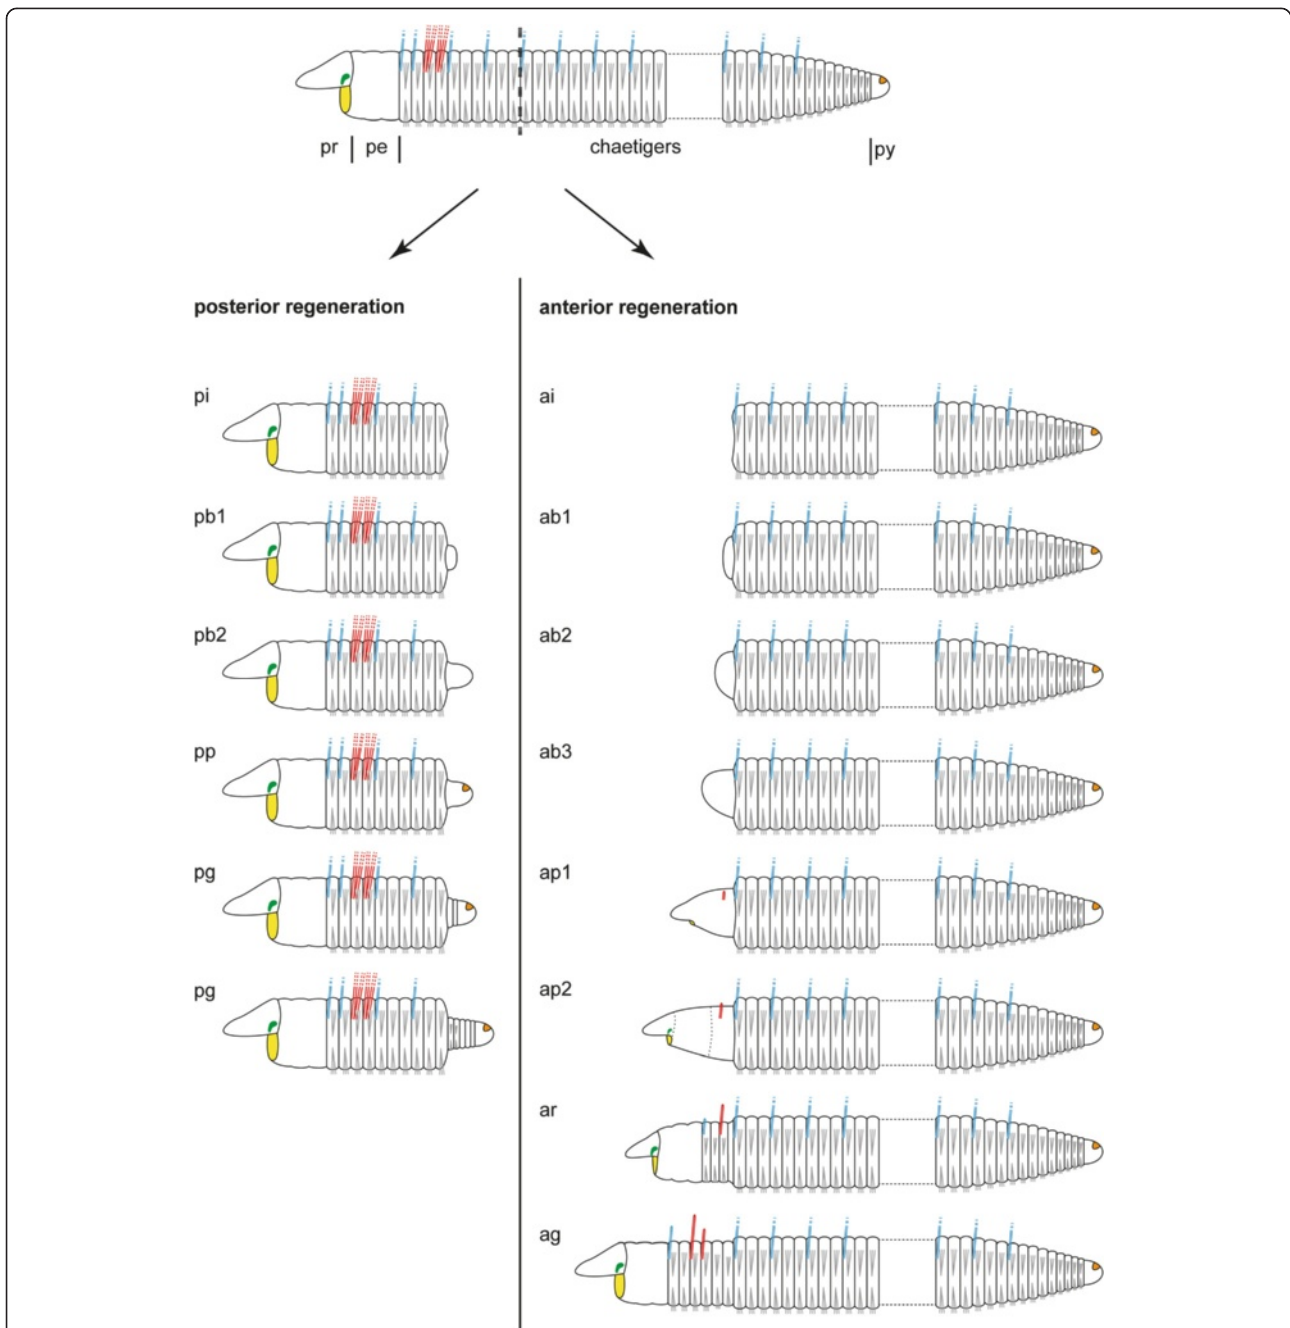 pr pe chaetigers py
posterior regeneration
anterior regeneration
pi
pb1
pb2
pp
pg
pg
ai
ab1
ab2
ab3
ap1
ap2
ar
ag